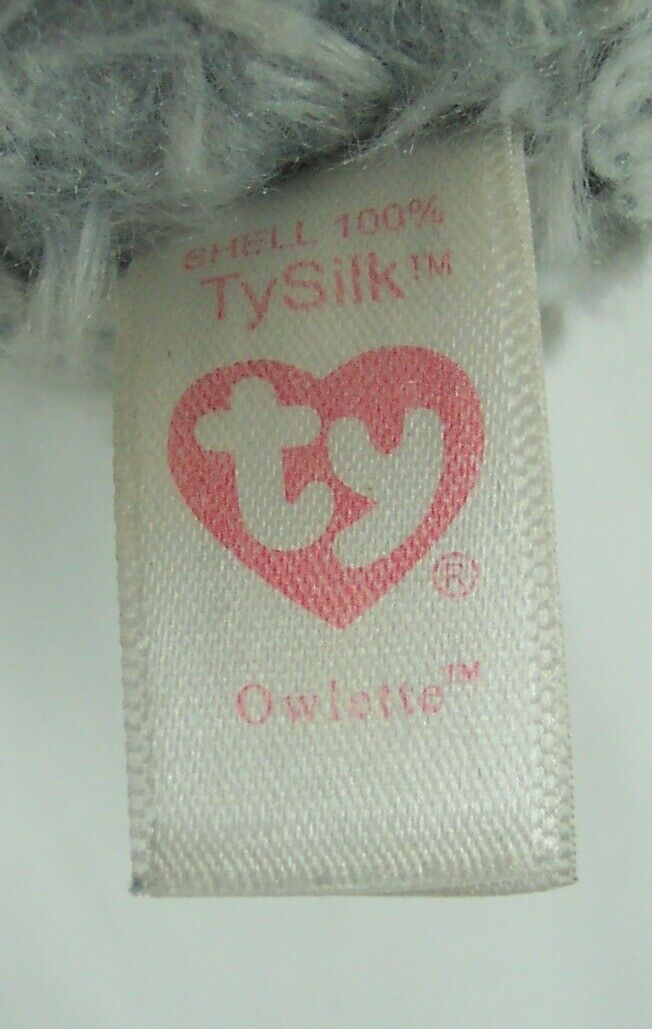 SHELL 100%
TySilk™
ty
®
Owlette™